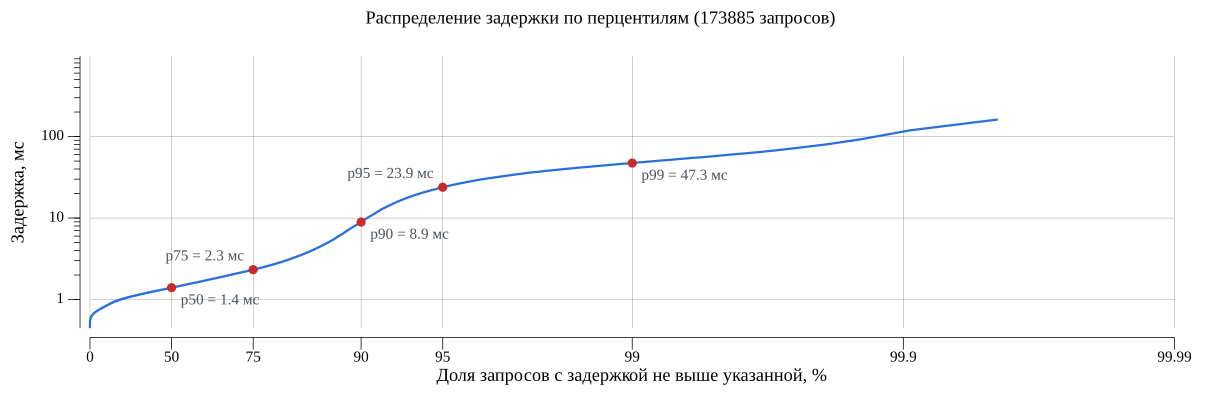 Распределение задержки по перцентилям (173885 запросов)
Задержка, мс
100
10
1
p95 = 23.9 мс
p99 = 47.3 мс
p90 = 8.9 мс
p75 = 2.3 мс
p50 = 1.4 мс
0 50 75 90 95 99 99.9 99.99
Доля запросов с задержкой не выше указанной, %